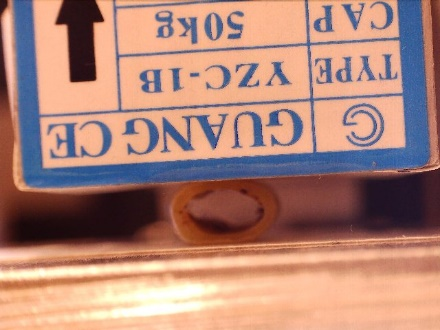 GUANG CE
TYPE YZC-1B
CAP 50kg